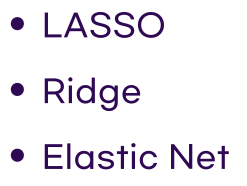 • LASSO
• Ridge
• Elastic Net